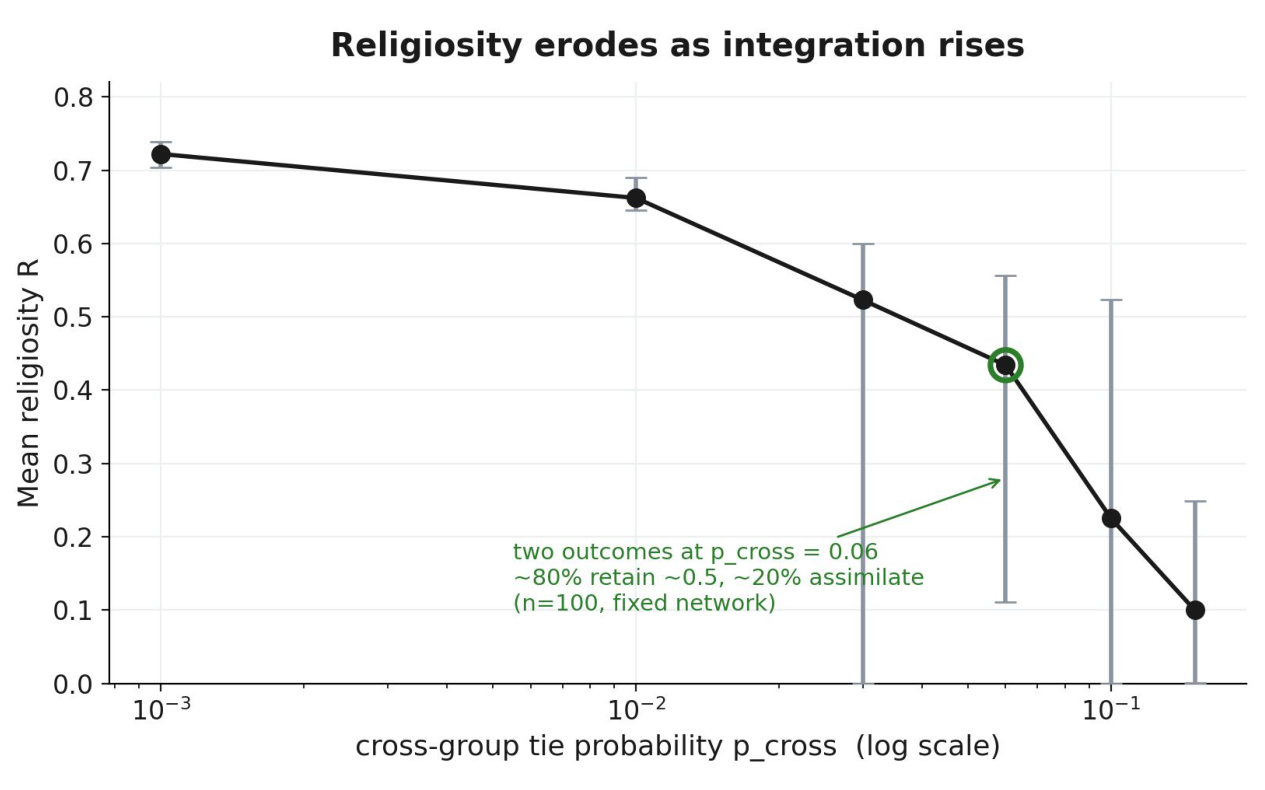 Religiosity erodes as integration rises
0.8
0.7
0.6
0.5
0.4
0.3
0.2
0.1
0.0
Mean religiosity R
two outcomes at p_cross = 0.06
~80% retain ~0.5, ~20% assimilate
(n=100, fixed network)
10⁻³
10⁻²
10⁻¹
cross-group tie probability p_cross (log scale)